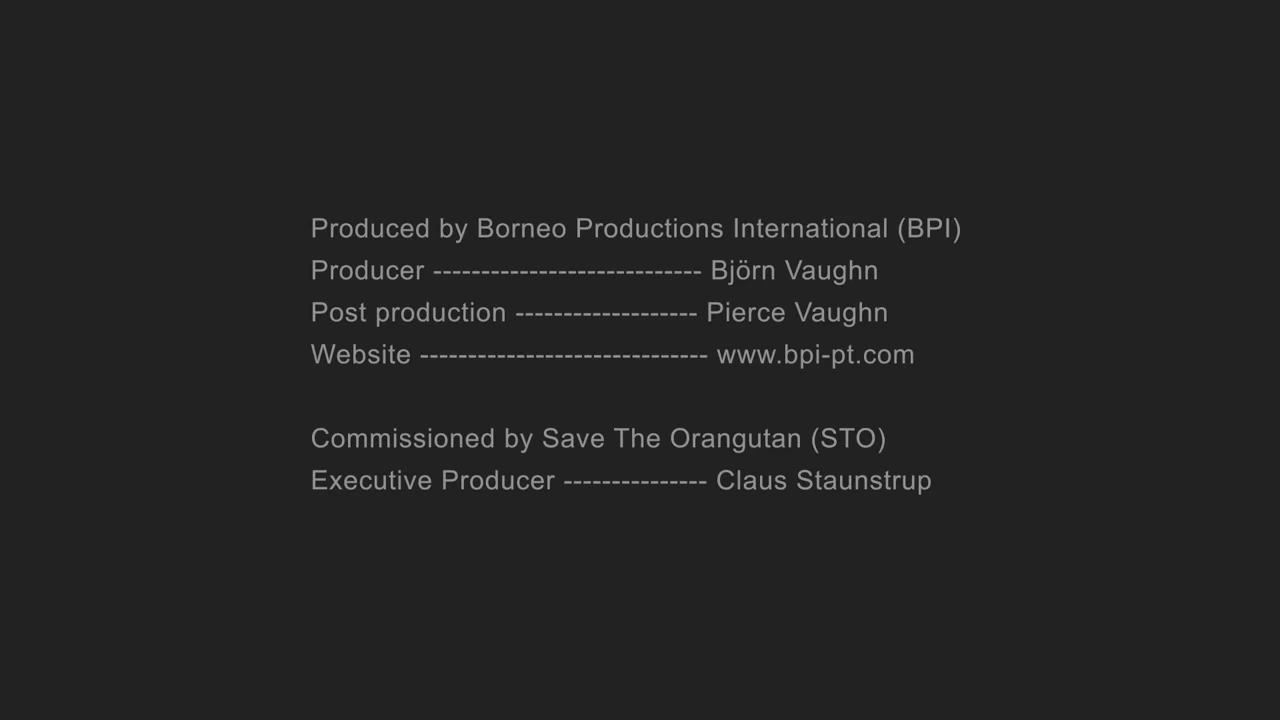 Produced by Borneo Productions International (BPI)
Producer ---------------------------- Björn Vaughn
Post production ------------------- Pierce Vaughn
Website ------------------------------ www.bpi-pt.com
Commissioned by Save The Orangutan (STO)
Executive Producer --------------- Claus Staunstrup